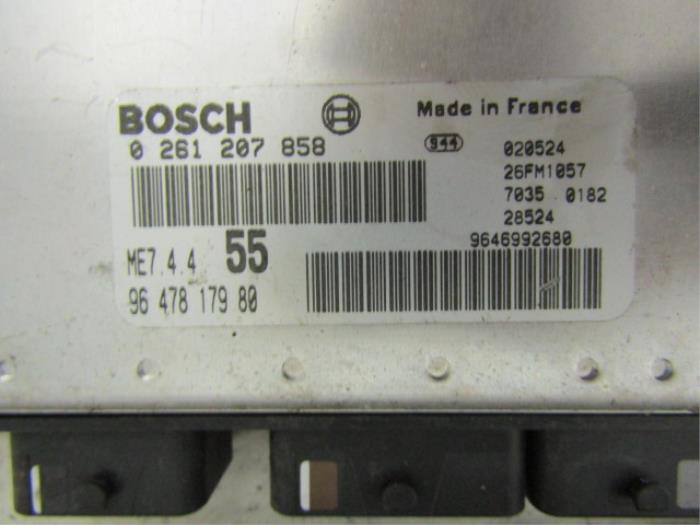 BOSCH
0 261 207 858
ME7.4.4 55
96 478 179 80
Made in France
944
020524
26FM1057
7035 0182
28524
9646992680